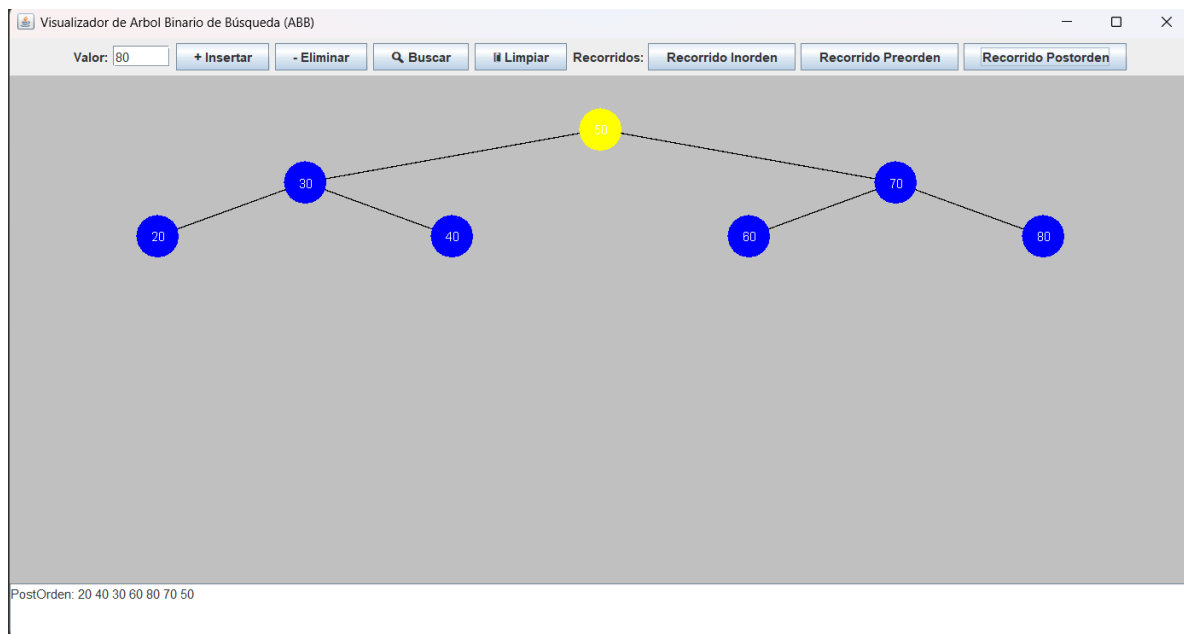 Visualizador de Arbol Binario de Búsqueda (ABB)
Valor: 80 + Insertar - Eliminar Buscar Limpiar Recorridos: Recorrido Inorden Recorrido Preorden Recorrido Postorden
50
30 70
20 40 60 80
PostOrden: 20 40 30 60 80 70 50